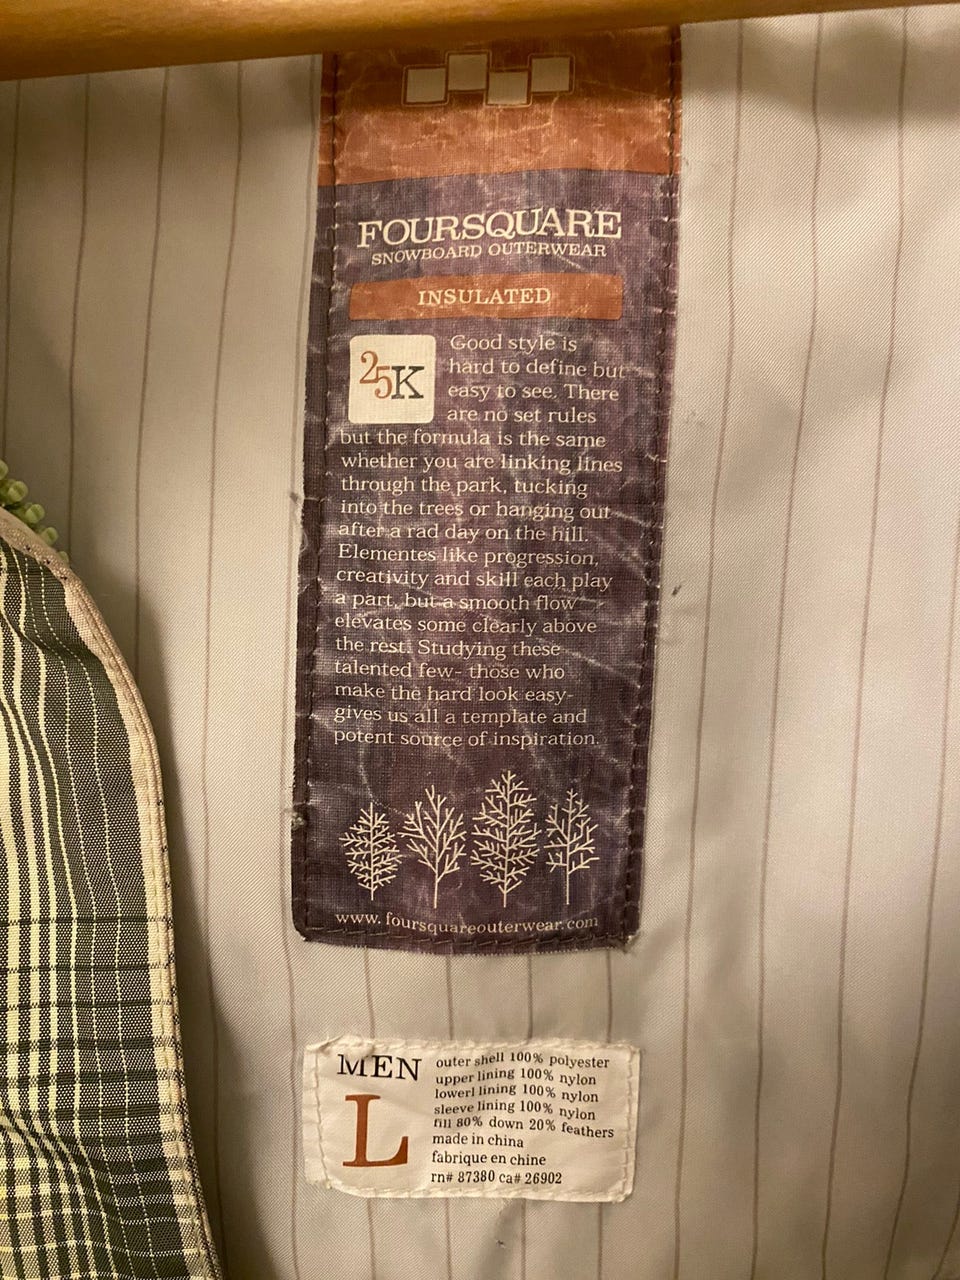 FOURSQUARE
SNOWBOARD OUTERWEAR
INSULATED
25K
Good style is
hard to define but
easy to see. There
are no set rules
but the formula is the same
whether you are linking lines
through the park, tucking
into the trees or hanging out
after a rad day on the hill.
Elementes like progression,
creativity and skill each play
a part, but a smooth flow
elevates some clearly above
the rest. Studying these
talented few- those who
make the hard look easy-
gives us all a template and
potent source of inspiration.
www.foursquareouterwear.com
MEN
L
outer shell 100% polyester
upper lining 100% nylon
lowerl lining 100% nylon
sleeve lining 100% nylon
fill 80% down 20% feathers
made in china
fabrique en chine
rn# 87380 ca# 26902